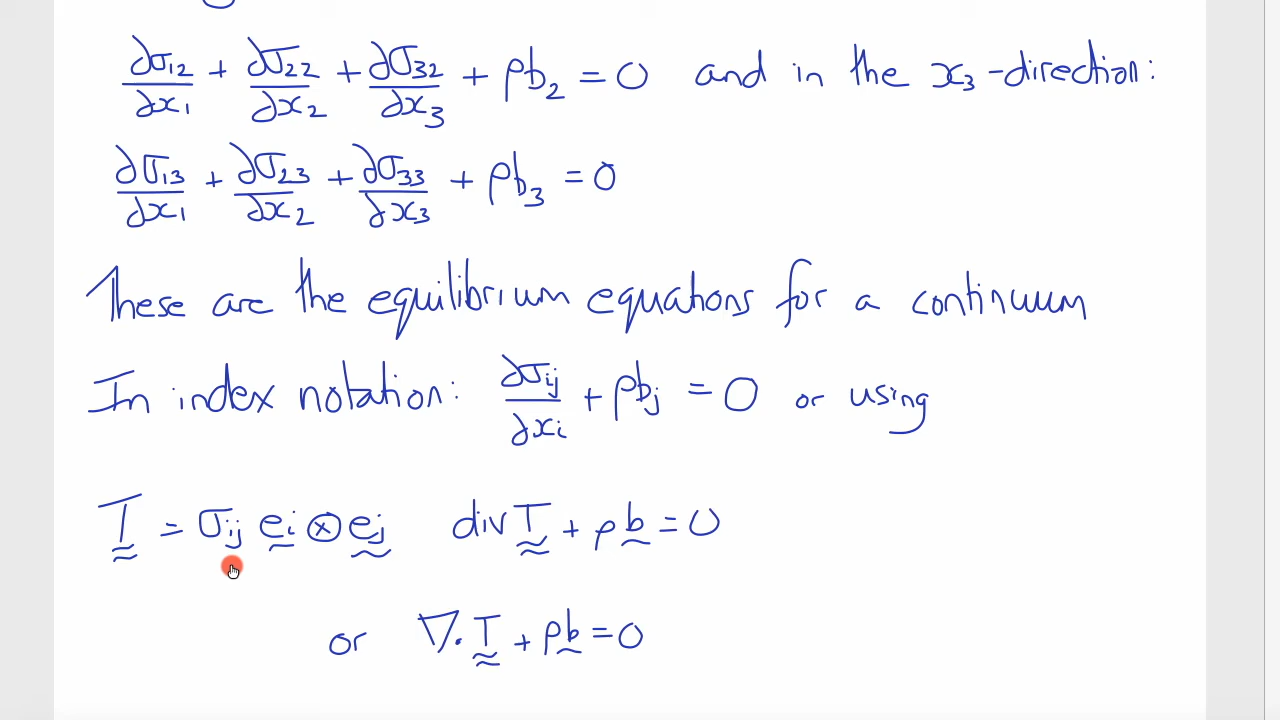 ∂σ12/∂x1 + ∂σ22/∂x2 + ∂σ32/∂x3 + ρb2 = 0 and in the x3-direction:
∂σ13/∂x1 + ∂σ23/∂x2 + ∂σ33/∂x3 + ρb3 = 0
These are the equilibrium equations for a continuum
In index notation: ∂σij/∂xi + ρbj = 0 or using
T = σij ei ⊗ ej div T + ρb = 0
or ∇. T + ρb = 0